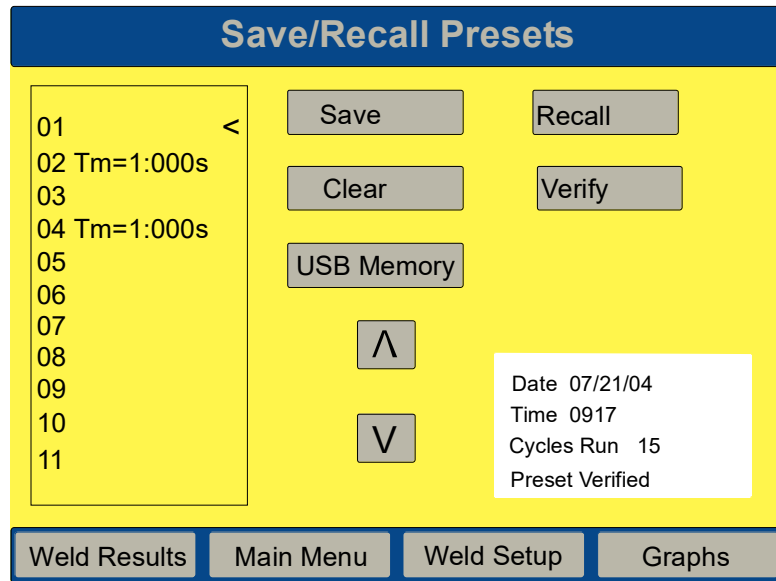 Save/Recall Presets
01 <
02 Tm=1:000s
03
04 Tm=1:000s
05
06
07
08
09
10
11
Save
Recall
Clear
Verify
USB Memory
Λ
V
Date 07/21/04
Time 0917
Cycles Run 15
Preset Verified
Weld Results
Main Menu
Weld Setup
Graphs